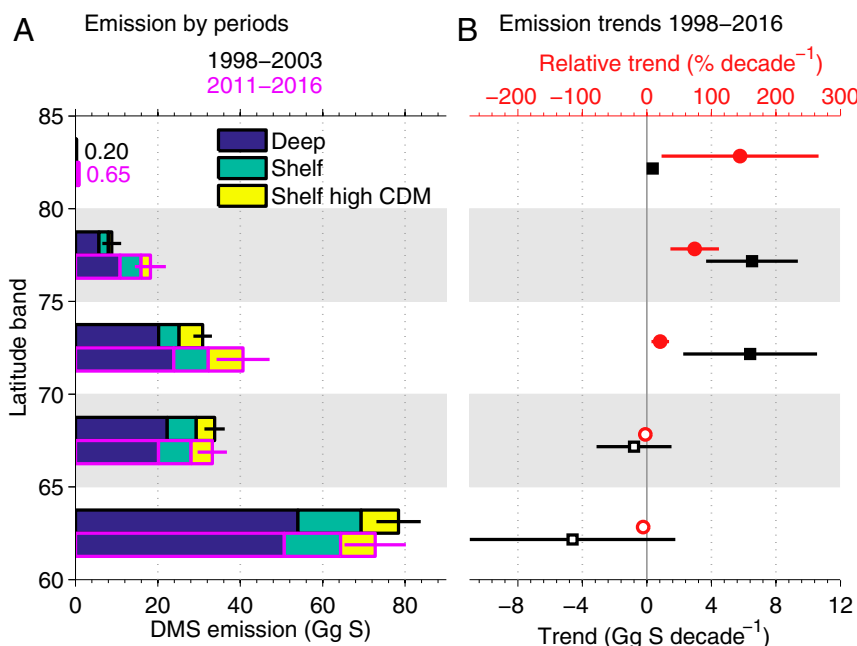 A Emission by periods
1998−2003
2011−2016
85
80
75
70
65
60
Latitude band
0.20
0.65
Deep
Shelf
Shelf high CDM
0 20 40 60 80
DMS emission (Gg S)
B Emission trends 1998−2016
Relative trend (% decade⁻¹)
−200 −100 0 100 200 300
−8 −4 0 4 8 12
Trend (Gg S decade⁻¹)